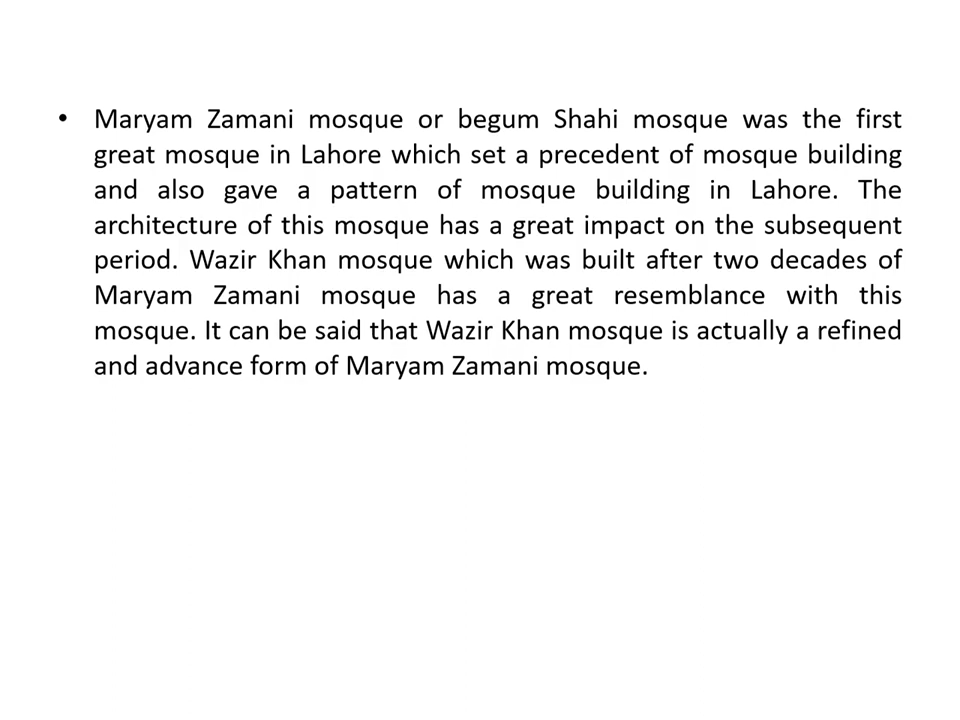 • Maryam Zamani mosque or begum Shahi mosque was the first
great mosque in Lahore which set a precedent of mosque building
and also gave a pattern of mosque building in Lahore. The
architecture of this mosque has a great impact on the subsequent
period. Wazir Khan mosque which was built after two decades of
Maryam Zamani mosque has a great resemblance with this
mosque. It can be said that Wazir Khan mosque is actually a refined
and advance form of Maryam Zamani mosque.